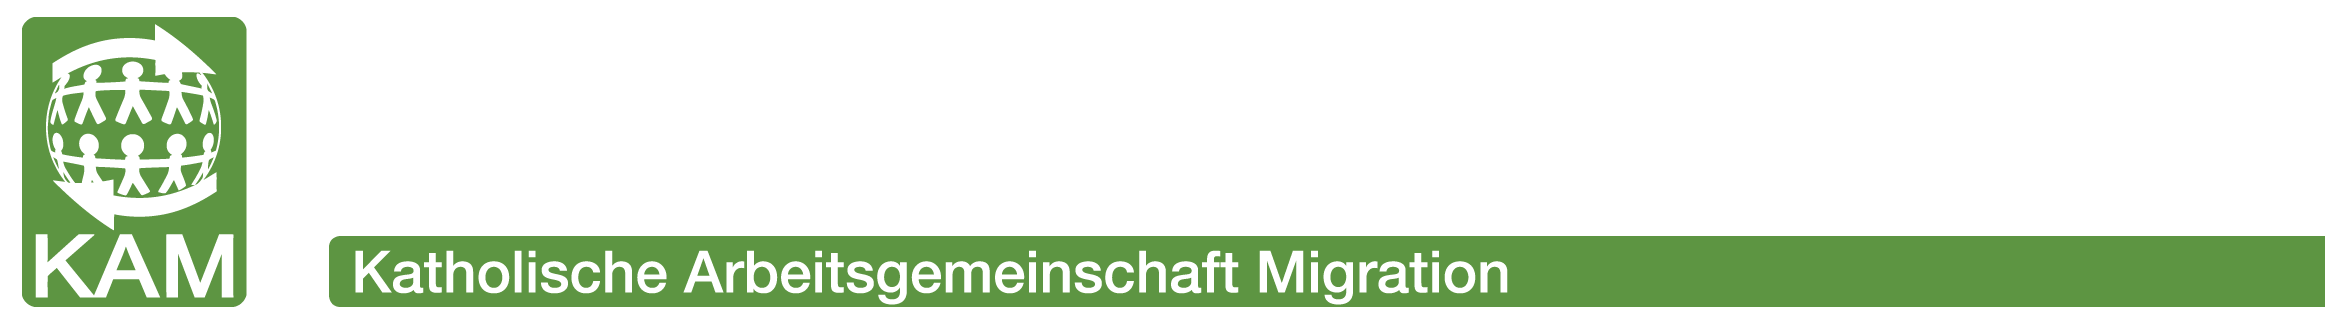 KAM
Katholische Arbeitsgemeinschaft Migration